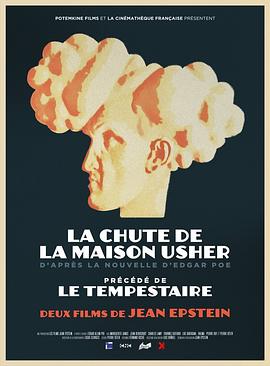 POTEMKINE FILMS ET LA CINÉMATHÈQUE FRANÇAISE PRÉSENTENT
LA CHUTE DE
LA MAISON USHER
D'APRÈS LA NOUVELLE D'EDGAR POE
PRÉCÉDÉ DE
LE TEMPESTAIRE
DEUX FILMS DE JEAN EPSTEIN